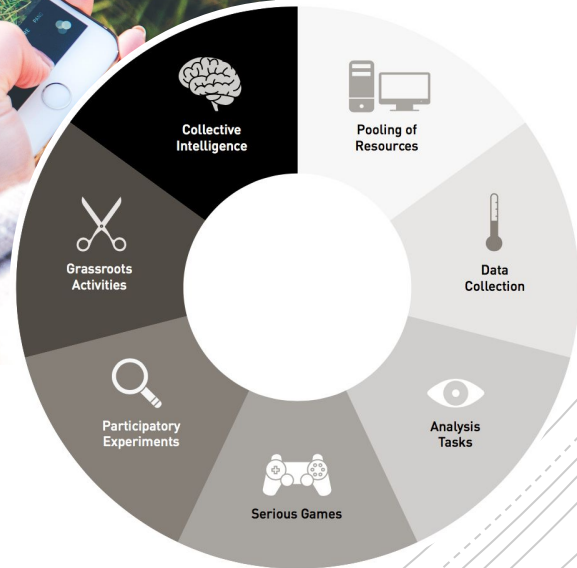 Collective
Intelligence
Pooling of
Resources
Grassroots
Activities
Data
Collection
Participatory
Experiments
Analysis
Tasks
Serious Games